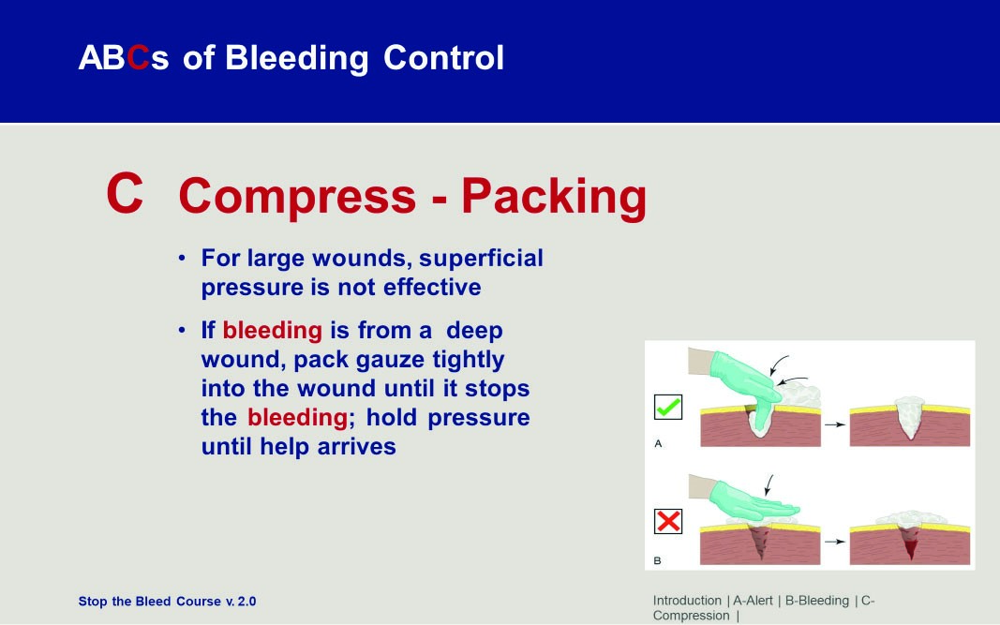 ABCs of Bleeding Control
C Compress - Packing
• For large wounds, superficial
pressure is not effective
• If bleeding is from a deep
wound, pack gauze tightly
into the wound until it stops
the bleeding; hold pressure
until help arrives
A
B
Stop the Bleed Course v. 2.0
Introduction | A-Alert | B-Bleeding | C-
Compression |